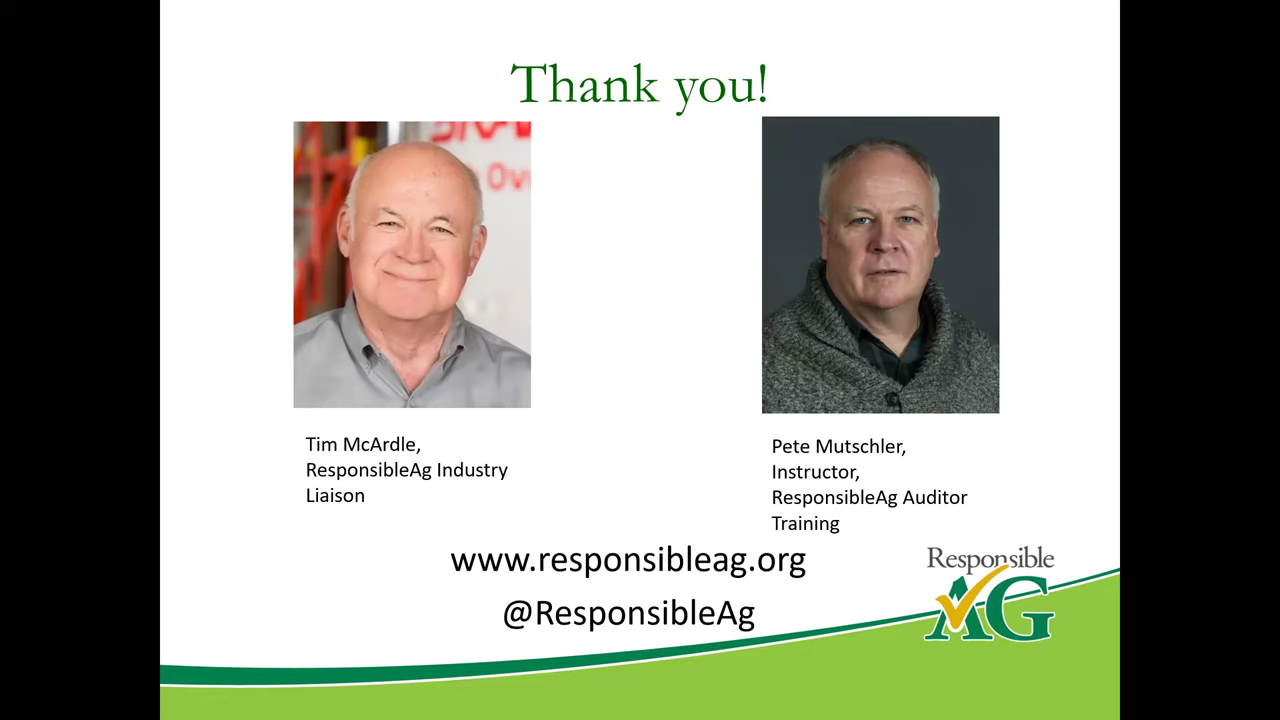 Thank you!
Tim McArdle,
ResponsibleAg Industry
Liaison
Pete Mutschler,
Instructor,
ResponsibleAg Auditor
Training
www.responsibleag.org
@ResponsibleAg
Responsible
AG